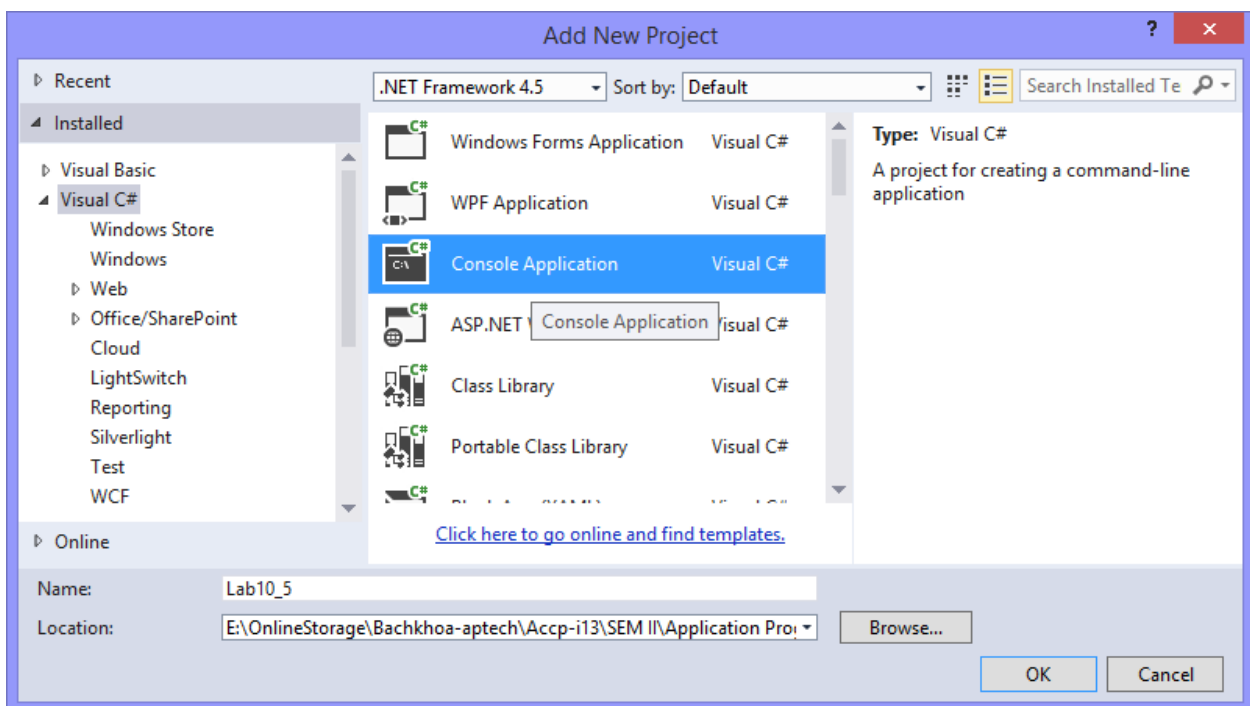 Add New Project
?
Recent
Installed
Visual Basic
Visual C#
Windows Store
Windows
Web
Office/SharePoint
Cloud
LightSwitch
Reporting
Silverlight
Test
WCF
Online
.NET Framework 4.5
Sort by: Default
Search Installed Te
C# Windows Forms Application Visual C#
C# WPF Application Visual C#
C# C:\ Console Application Visual C#
C# ASP.NET Visual C#
Console Application
C# Class Library Visual C#
C# Portable Class Library Visual C#
C#
Click here to go online and find templates.
Type: Visual C#
A project for creating a command-line
application
Name: Lab10_5
Location: E:\OnlineStorage\Bachkhoa-aptech\Accp-i13\SEM II\Application Pro
Browse...
OK Cancel